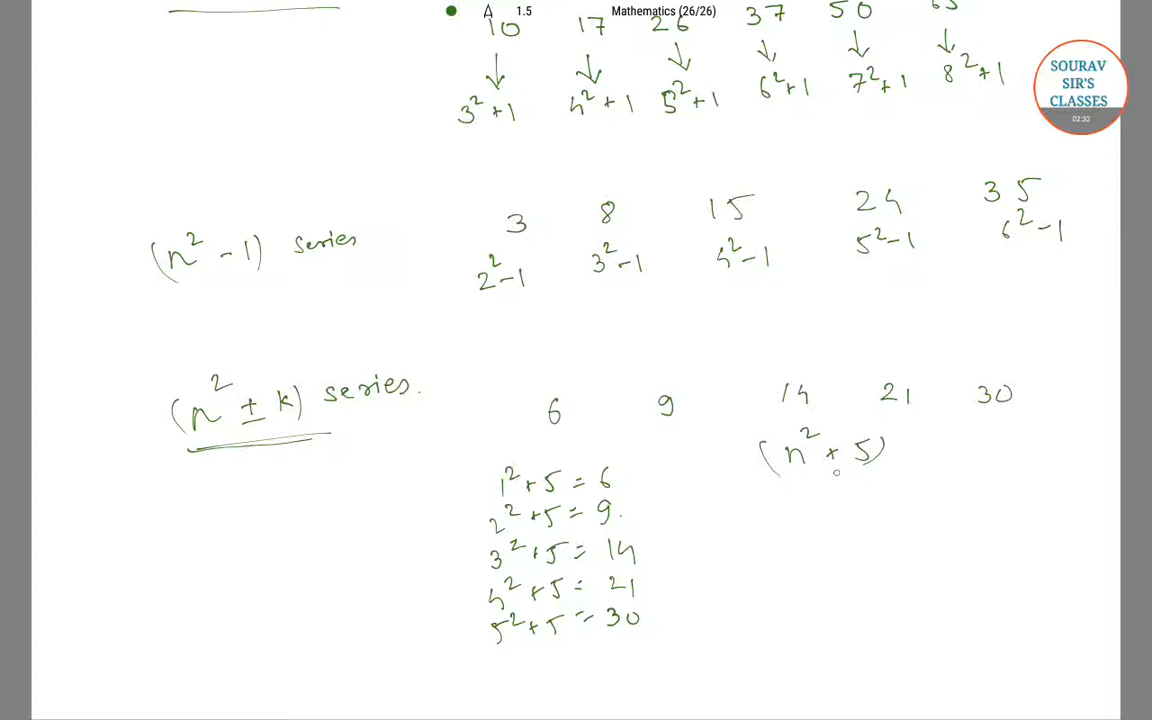 A 1.5 Mathematics (26/26)
10 17 26 37 50 65
3²+1 4²+1 5²+1 6²+1 7²+1 8²+1
SOURAV
SIR'S
CLASSES
02:32
(n² - 1) series 3 8 15 24 35
2²-1 3²-1 4²-1 5²-1 6²-1
(n² ± k) series. 6 9 14 21 30
(n² + 5)
1² + 5 = 6
2² + 5 = 9.
3² + 5 = 14
4² + 5 = 21
5² + 5 = 30